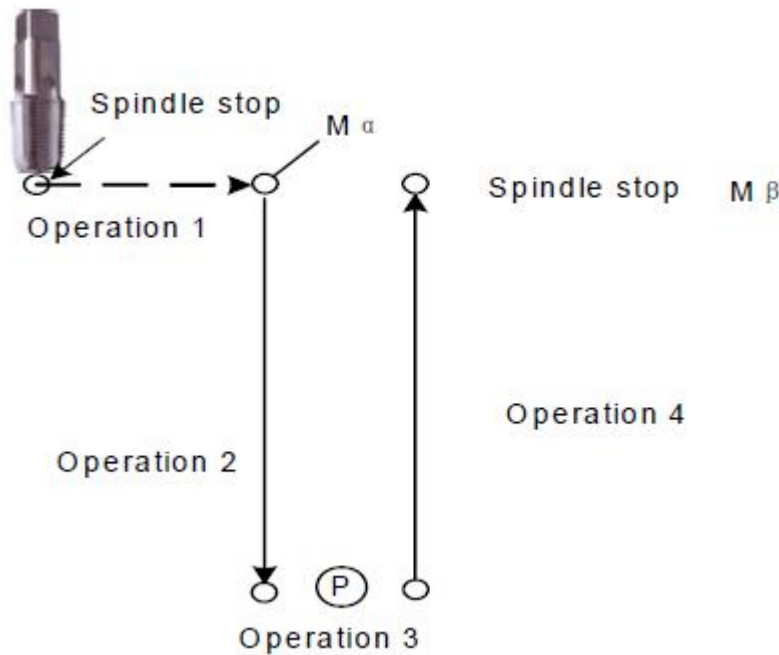 Spindle stop
M α
Spindle stop M β
Operation 1
Operation 4
Operation 2
P
Operation 3